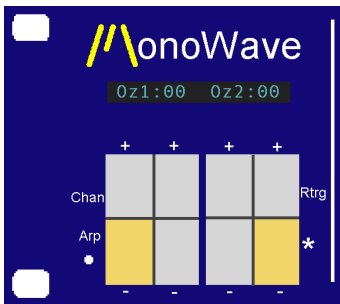 MonoWave
Oz1:00 Oz2:00
+ + + +
Chan
Rtrg
Arp
*
- - - -